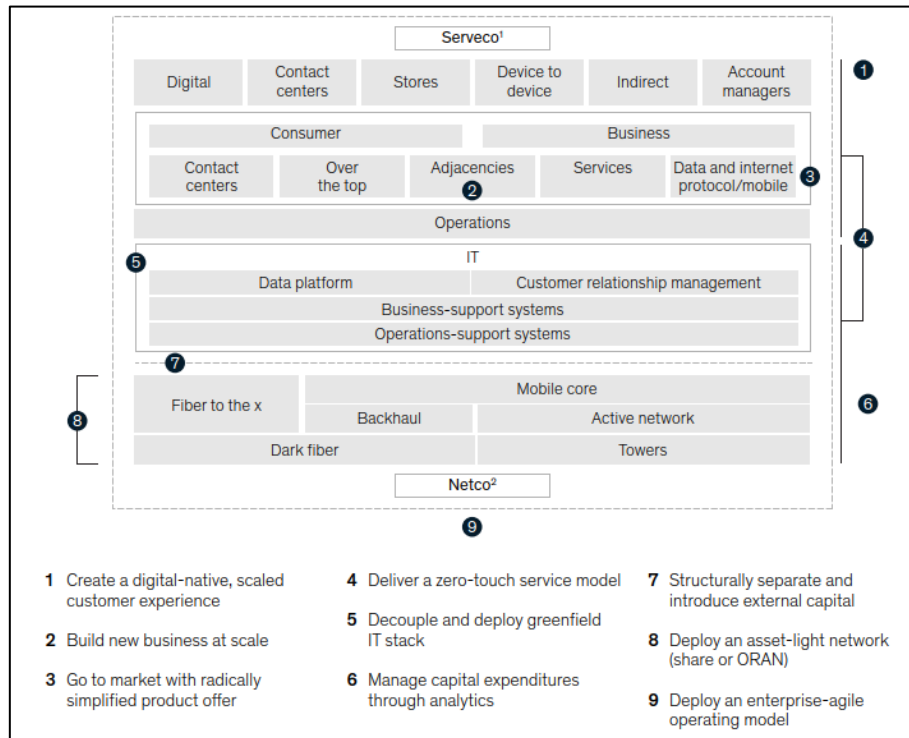 Serveco¹
Digital
Contact
centers
Stores
Device to
device
Indirect
Account
managers
1
Consumer
Business
Contact
centers
Over
the top
Adjacencies
2
Services
Data and internet
protocol/mobile
3
Operations
4
5
IT
Data platform
Customer relationship management
Business-support systems
Operations-support systems
7
8
Fiber to the x
Mobile core
Backhaul
Active network
6
Dark fiber
Towers
Netco²
9
1 Create a digital-native, scaled
customer experience
2 Build new business at scale
3 Go to market with radically
simplified product offer
4 Deliver a zero-touch service model
5 Decouple and deploy greenfield
IT stack
6 Manage capital expenditures
through analytics
7 Structurally separate and
introduce external capital
8 Deploy an asset-light network
(share or ORAN)
9 Deploy an enterprise-agile
operating model